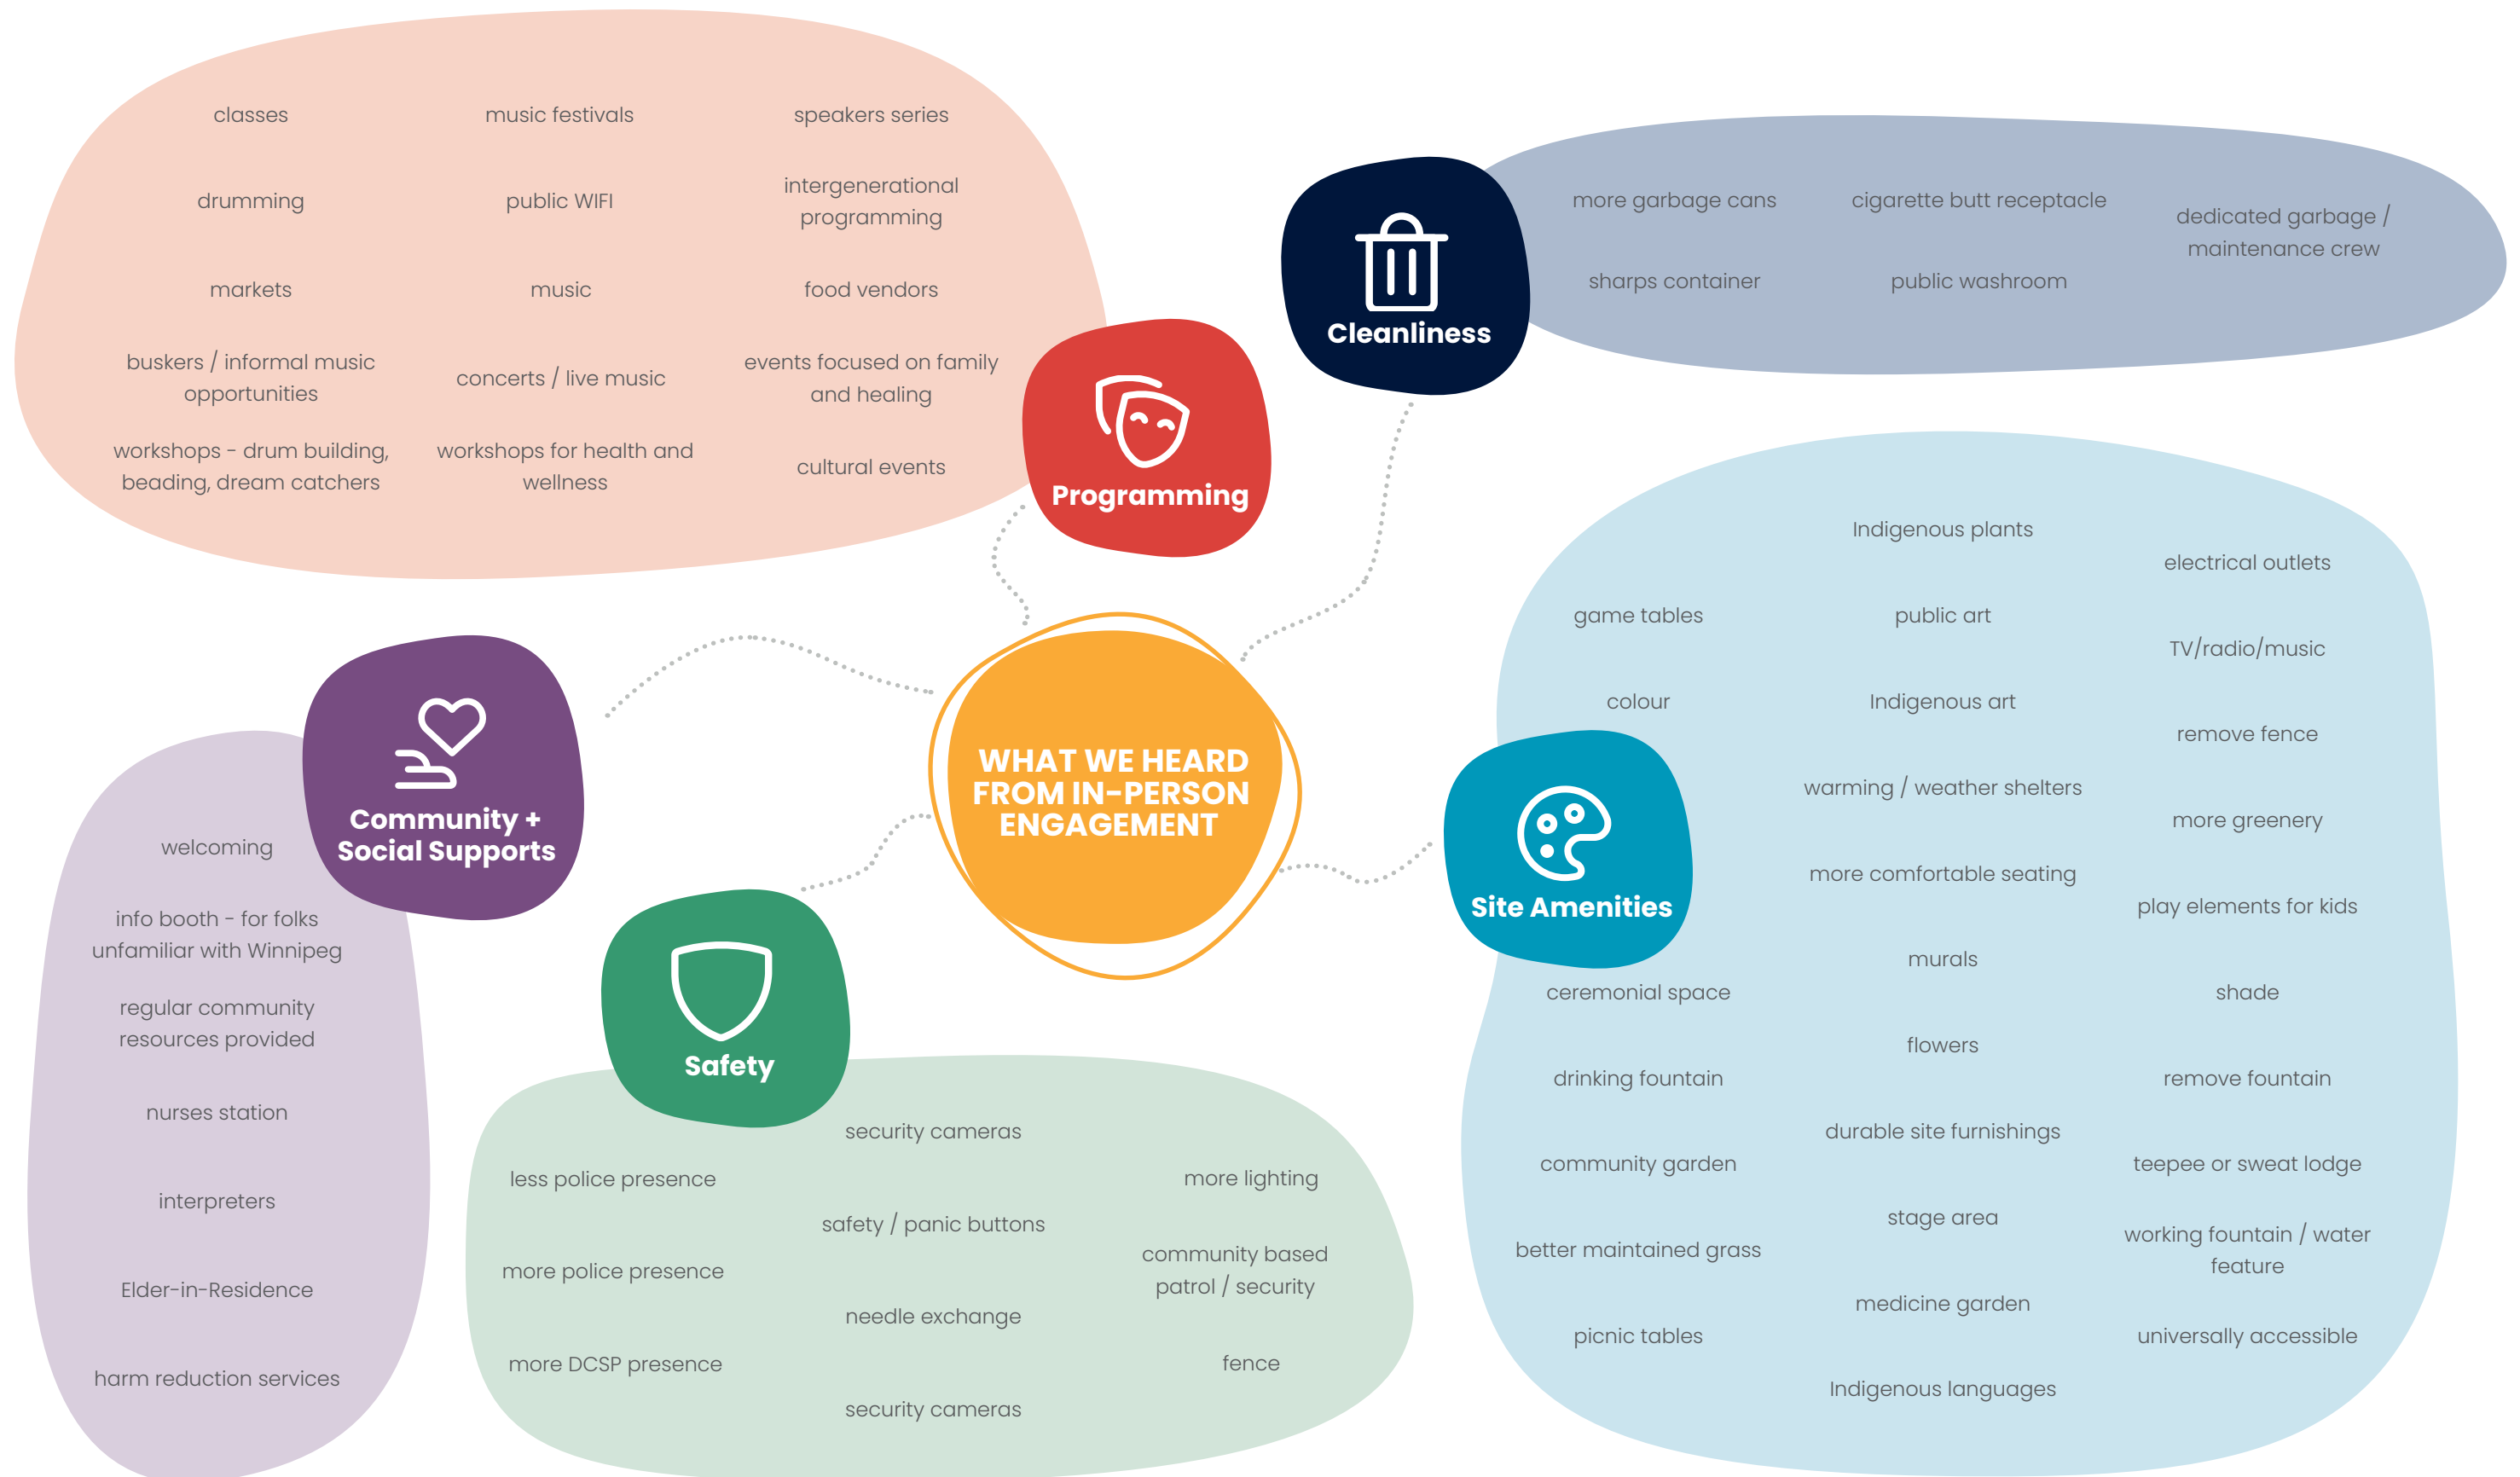 classes
music festivals
speakers series
drumming
public WIFI
intergenerational
programming
markets
music
food vendors
buskers / informal music
opportunities
concerts / live music
events focused on family
and healing
workshops - drum building,
beading, dream catchers
workshops for health and
wellness
cultural events
Programming
Cleanliness
more garbage cans
cigarette butt receptacle
dedicated garbage /
maintenance crew
sharps container
public washroom
WHAT WE HEARD
FROM IN-PERSON
ENGAGEMENT
Community +
Social Supports
welcoming
info booth - for folks
unfamiliar with Winnipeg
regular community
resources provided
nurses station
interpreters
Elder-in-Residence
harm reduction services
Safety
less police presence
more police presence
more DCSP presence
security cameras
safety / panic buttons
needle exchange
security cameras
more lighting
community based
patrol / security
fence
Site Amenities
game tables
colour
ceremonial space
drinking fountain
community garden
better maintained grass
picnic tables
Indigenous plants
public art
Indigenous art
warming / weather shelters
more comfortable seating
murals
flowers
durable site furnishings
stage area
medicine garden
Indigenous languages
electrical outlets
TV/radio/music
remove fence
more greenery
play elements for kids
shade
remove fountain
teepee or sweat lodge
working fountain / water
feature
universally accessible